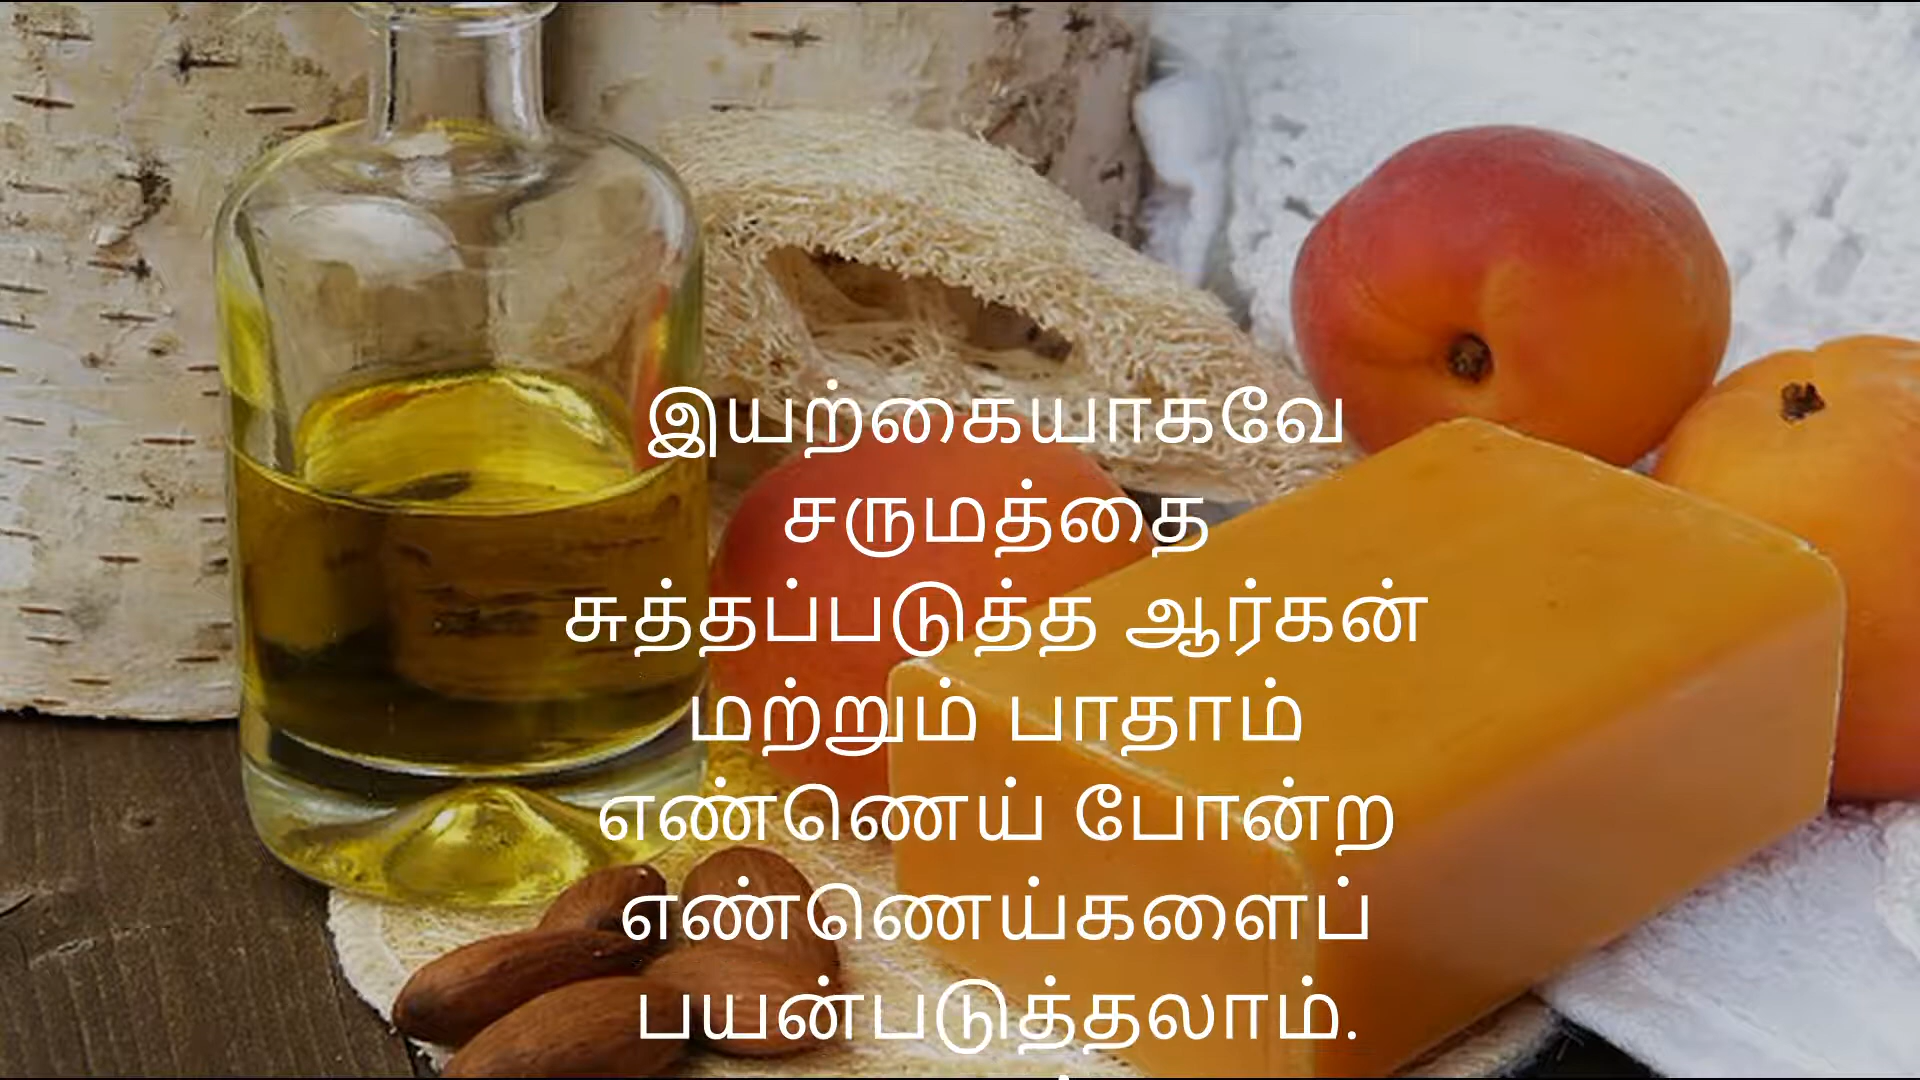 இயற்கையாகவே
சருமத்தை
சுத்தப்படுத்த ஆர்கன்
மற்றும் பாதாம்
எண்ணெய் போன்ற
எண்ணெய்களைப்
பயன்படுத்தலாம்.